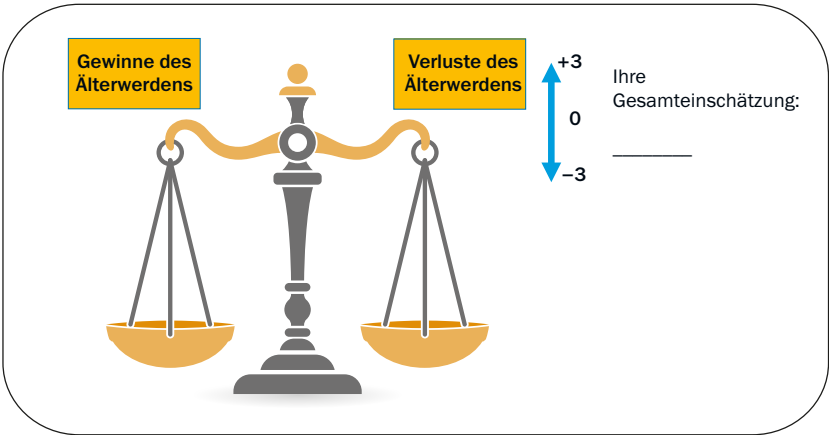 Gewinne des
Älterwerdens
Verluste des
Älterwerdens
+3
0
–3
Ihre
Gesamteinschätzung:
________